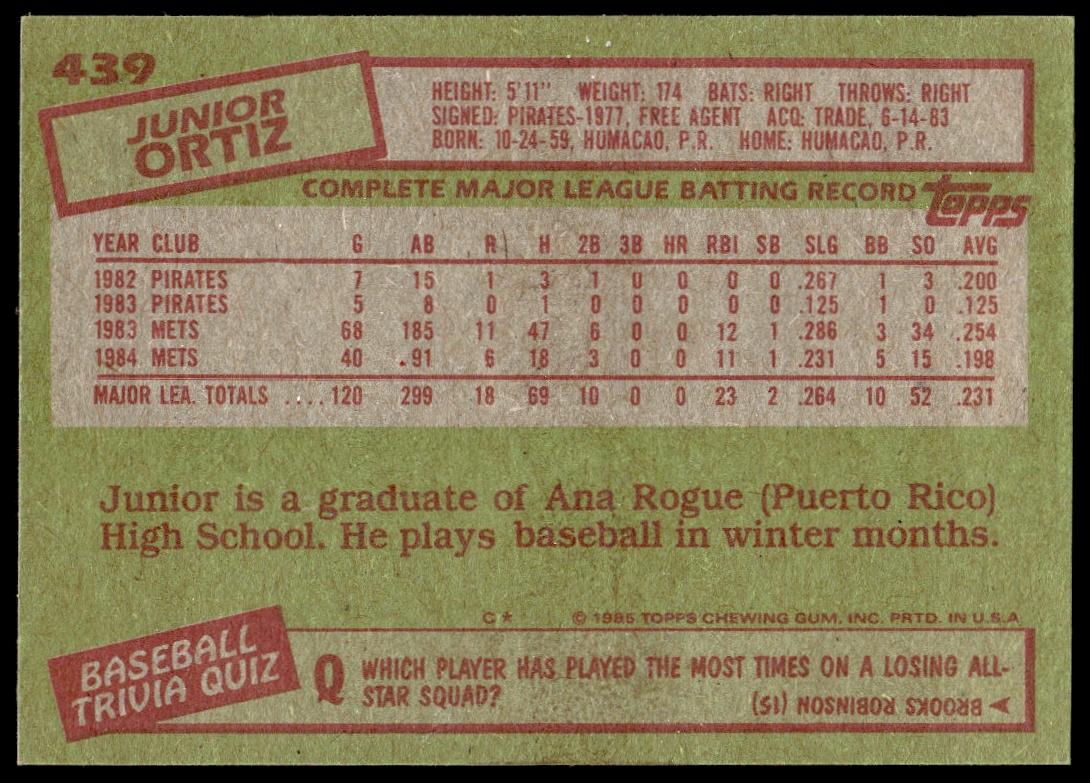 439
JUNIOR
ORTIZ
HEIGHT: 5'11" WEIGHT: 174 BATS: RIGHT THROWS: RIGHT
SIGNED: PIRATES-1977, FREE AGENT ACQ: TRADE, 6-14-83
BORN: 10-24-59, HUMACAO, P.R. HOME: HUMACAO, P.R.
COMPLETE MAJOR LEAGUE BATTING RECORD Topps
YEAR CLUB G AB R H 2B 3B HR RBI SB SLG BB SO AVG
1982 PIRATES 7 15 1 3 1 0 0 0 0 .267 1 3 .200
1983 PIRATES 5 8 0 1 0 0 0 0 0 .125 1 0 .125
1983 METS 68 185 11 47 6 0 0 12 1 .286 3 34 .254
1984 METS 40 91 6 18 3 0 0 11 1 .231 5 15 .198
MAJOR LEA. TOTALS ....120 299 18 69 10 0 0 23 2 .264 10 52 .231
Junior is a graduate of Ana Rogue (Puerto Rico)
High School. He plays baseball in winter months.
C* © 1985 TOPPS CHEWING GUM, INC. PRTD. IN U.S.A
BASEBALL
TRIVIA QUIZ
Q WHICH PLAYER HAS PLAYED THE MOST TIMES ON A LOSING ALL-
STAR SQUAD?
➤ BROOKS ROBINSON (15)